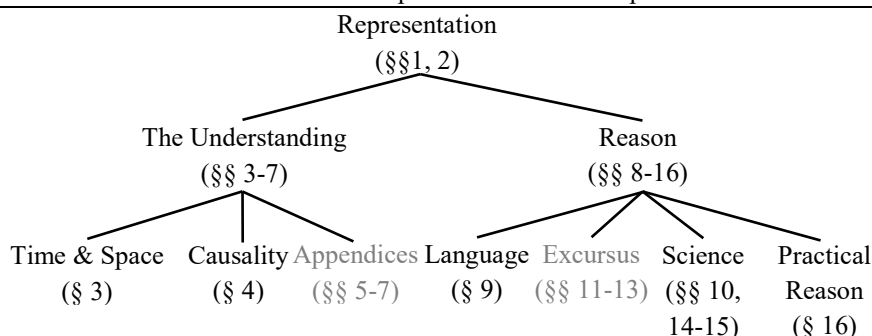 Representation
(§§1, 2)
The Understanding
(§§ 3-7)
Reason
(§§ 8-16)
Time & Space
(§ 3)
Causality
(§ 4)
Appendices
(§§ 5-7)
Language
(§ 9)
Excursus
(§§ 11-13)
Science
(§§ 10,
14-15)
Practical
Reason
(§ 16)